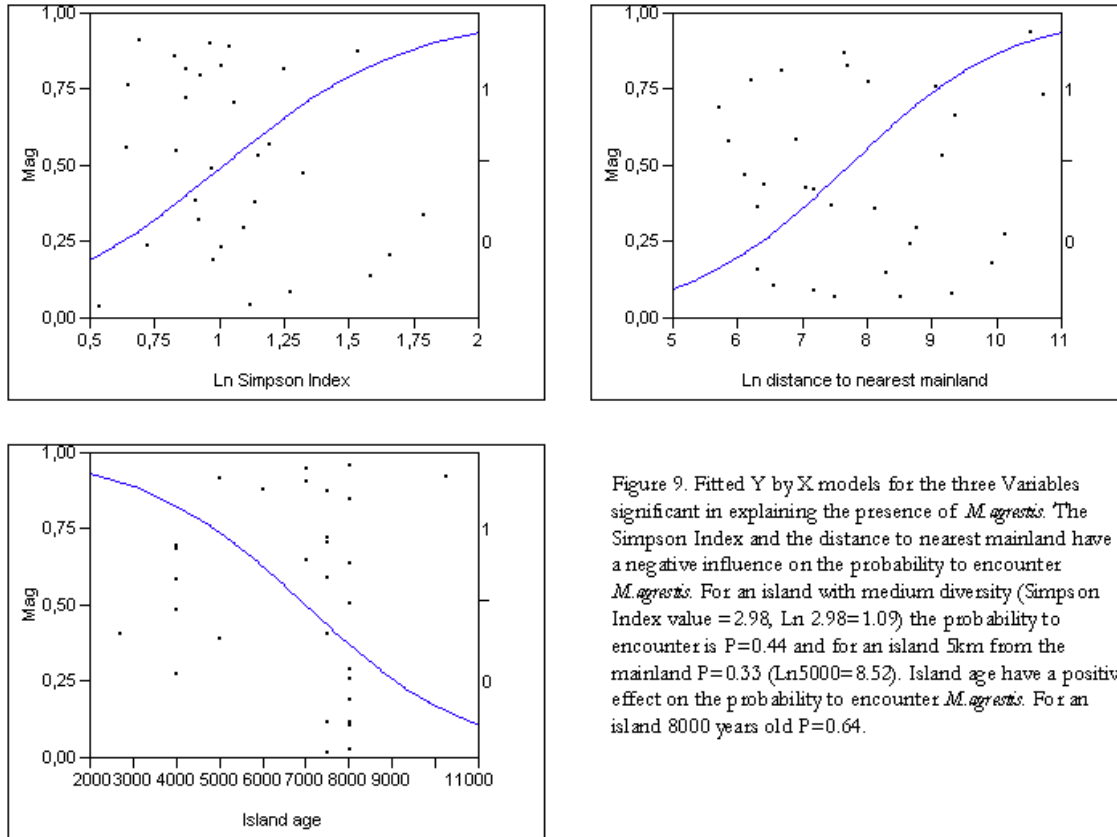 1,00
0,75
0,50
0,25
0,00
Mag
1
0
0,5 0,75 1 1,25 1,5 1,75 2
Ln Simpson Index
1,00
0,75
0,50
0,25
0,00
Mag
1
0
5 6 7 8 9 10 11
Ln distance to nearest mainland
1,00
0,75
0,50
0,25
0,00
Mag
1
0
2000 3000 4000 5000 6000 7000 8000 9000 11000
Island age
Figure 9. Fitted Y by X models for the three Variables
significant in explaining the presence of M.agrestis. The
Simpson Index and the distance to nearest mainland have
a negative influence on the probability to encounter
M.agrestis. For an island with medium diversity (Simpson
Index value =2.98, Ln 2.98=1.09) the probability to
encounter is P=0.44 and for an island 5km from the
mainland P=0.33 (Ln5000=8.52). Island age have a positiv
effect on the probability to encounter M.agrestis. For an
island 8000 years old P=0.64.